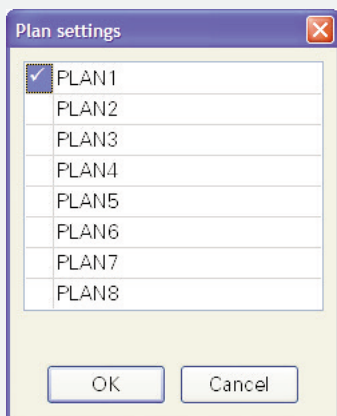 Plan settings
PLAN1
PLAN2
PLAN3
PLAN4
PLAN5
PLAN6
PLAN7
PLAN8
OK Cancel